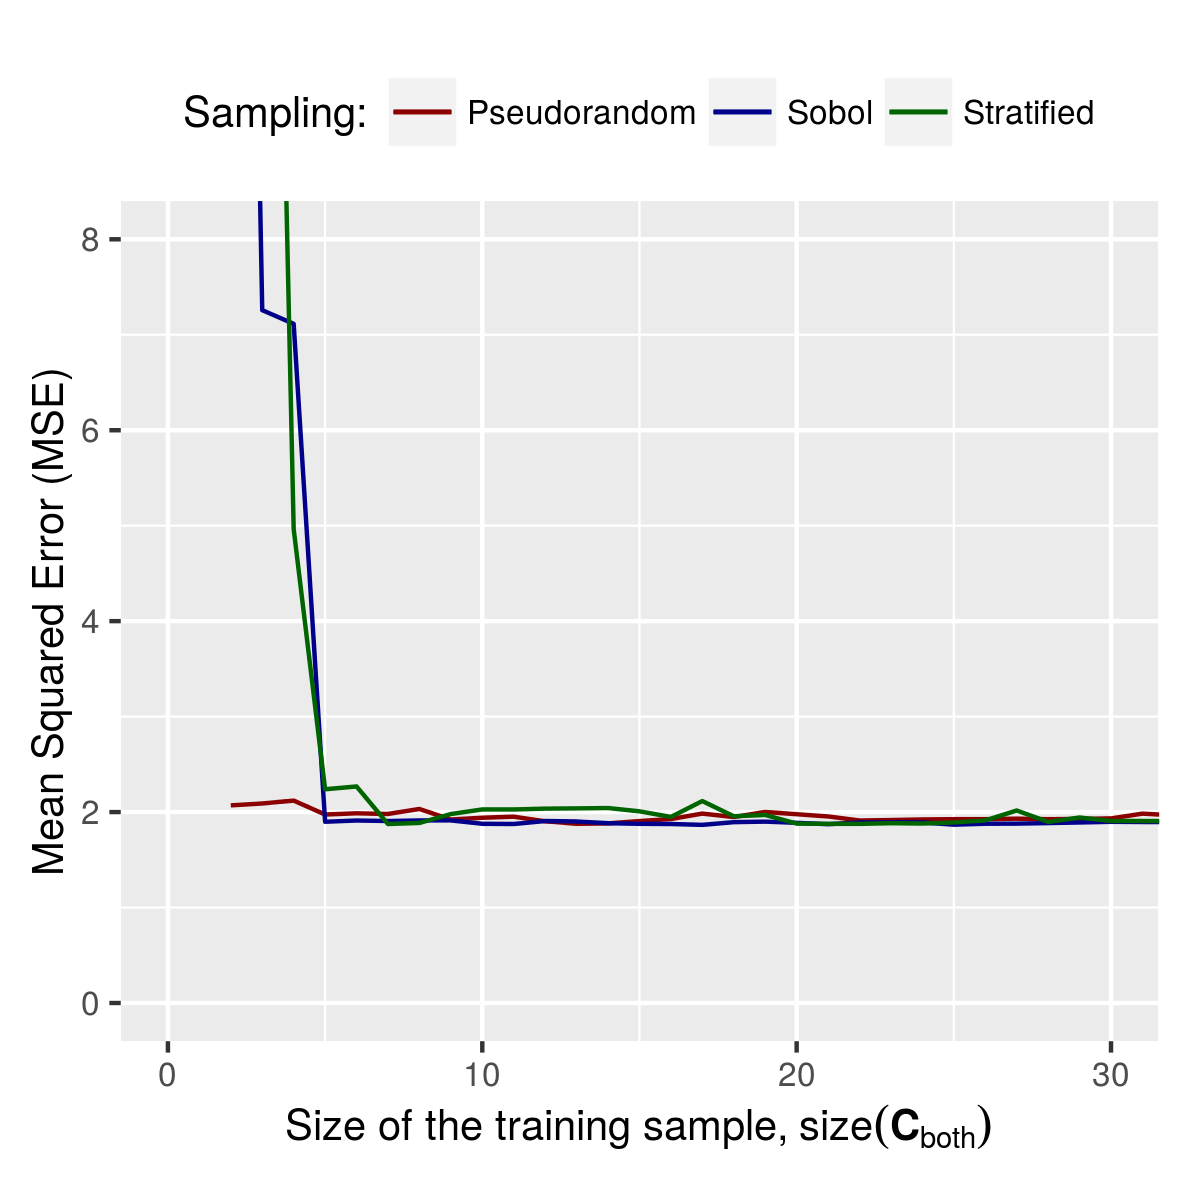 Sampling: Pseudorandom Sobol Stratified
Mean Squared Error (MSE)
8
6
4
2
0
0 10 20 30
Size of the training sample, size(C_both)